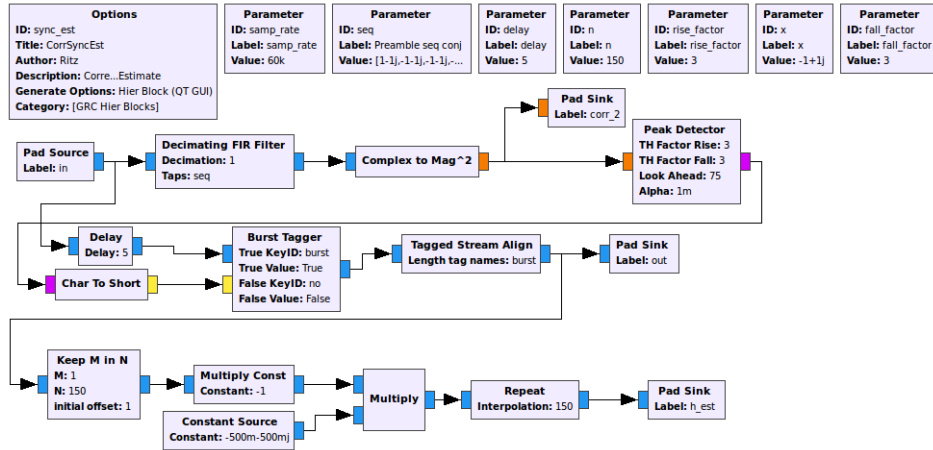 Options
ID: sync_est
Title: CorrSyncEst
Author: Ritz
Description: Corre...Estimate
Generate Options: Hier Block (QT GUI)
Category: [GRC Hier Blocks]
Parameter
ID: samp_rate
Label: samp_rate
Value: 60k
Parameter
ID: seq
Label: Preamble seq conj
Value: [1-1j,-1-1j,-1-1j,-...
Parameter
ID: delay
Label: delay
Value: 5
Parameter
ID: n
Label: n
Value: 150
Parameter
ID: rise_factor
Label: rise_factor
Value: 3
Parameter
ID: x
Label: x
Value: -1+1j
Parameter
ID: fall_factor
Label: fall_factor
Value: 3
Pad Source
Label: in
Decimating FIR Filter
Decimation: 1
Taps: seq
Complex to Mag^2
Pad Sink
Label: corr_2
Peak Detector
TH Factor Rise: 3
TH Factor Fall: 3
Look Ahead: 75
Alpha: 1m
Delay
Delay: 5
Char To Short
Burst Tagger
True KeyID: burst
True Value: True
False KeyID: no
False Value: False
Tagged Stream Align
Length tag names: burst
Pad Sink
Label: out
Keep M in N
M: 1
N: 150
initial offset: 1
Multiply Const
Constant: -1
Constant Source
Constant: -500m-500mj
Multiply
Repeat
Interpolation: 150
Pad Sink
Label: h_est